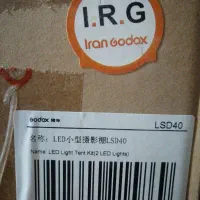 I.R.G
Iran Godox
Godox 神牛
LSD40
名称: LED小型摄影棚LSD40
Name: LED Light Tent Kit(2 LED Lights)